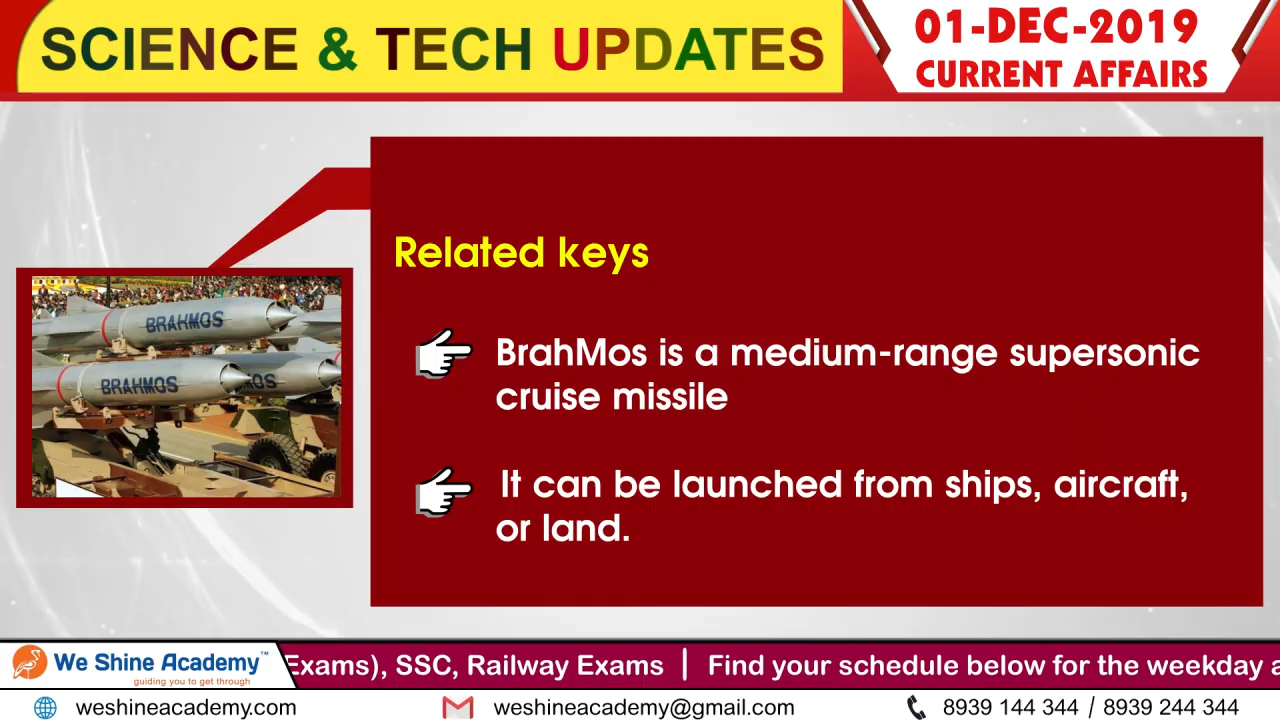 SCIENCE & TECH UPDATES
01-DEC-2019
CURRENT AFFAIRS
Related keys
BRAHMOS
BRAHMOS
MOS
BrahMos is a medium-range supersonic
cruise missile
It can be launched from ships, aircraft,
or land.
We Shine Academy™
guiding you to get through
Exams), SSC, Railway Exams | Find your schedule below for the weekday a
weshineacademy.com
weshineacademy@gmail.com
8939 144 344 / 8939 244 344